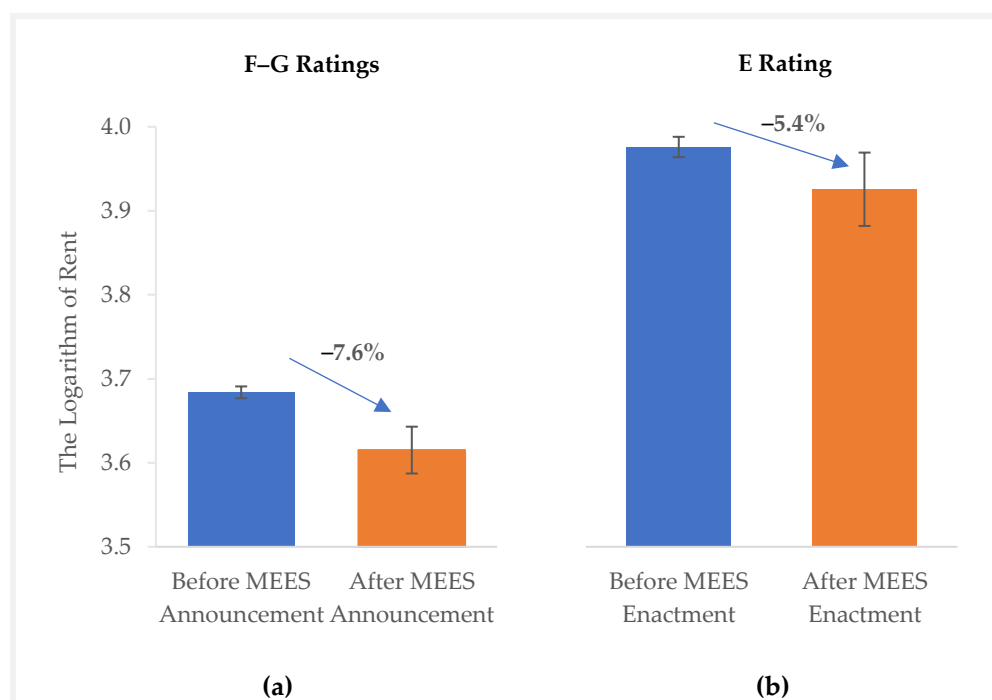 F–G Ratings
E Rating
The Logarithm of Rent
4.0
3.9
3.8
3.7
3.6
3.5
–7.6%
–5.4%
Before MEES
Announcement
After MEES
Announcement
Before MEES
Enactment
After MEES
Enactment
(a)
(b)